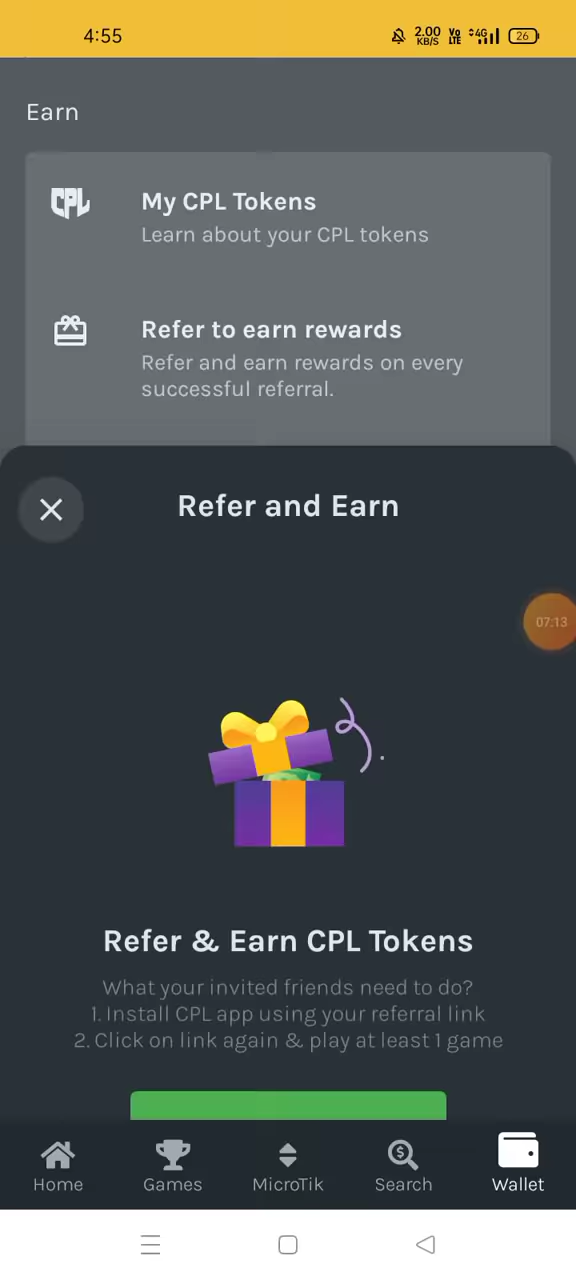 4:55
2.00
KB/S
Vo
LTE
4G
26
Earn
CPL
My CPL Tokens
Learn about your CPL tokens
Refer to earn rewards
Refer and earn rewards on every
successful referral.
Refer and Earn
07:13
Refer & Earn CPL Tokens
What your invited friends need to do?
1. Install CPL app using your referral link
2. Click on link again & play at least 1 game
Home
Games
MicroTik
Search
Wallet